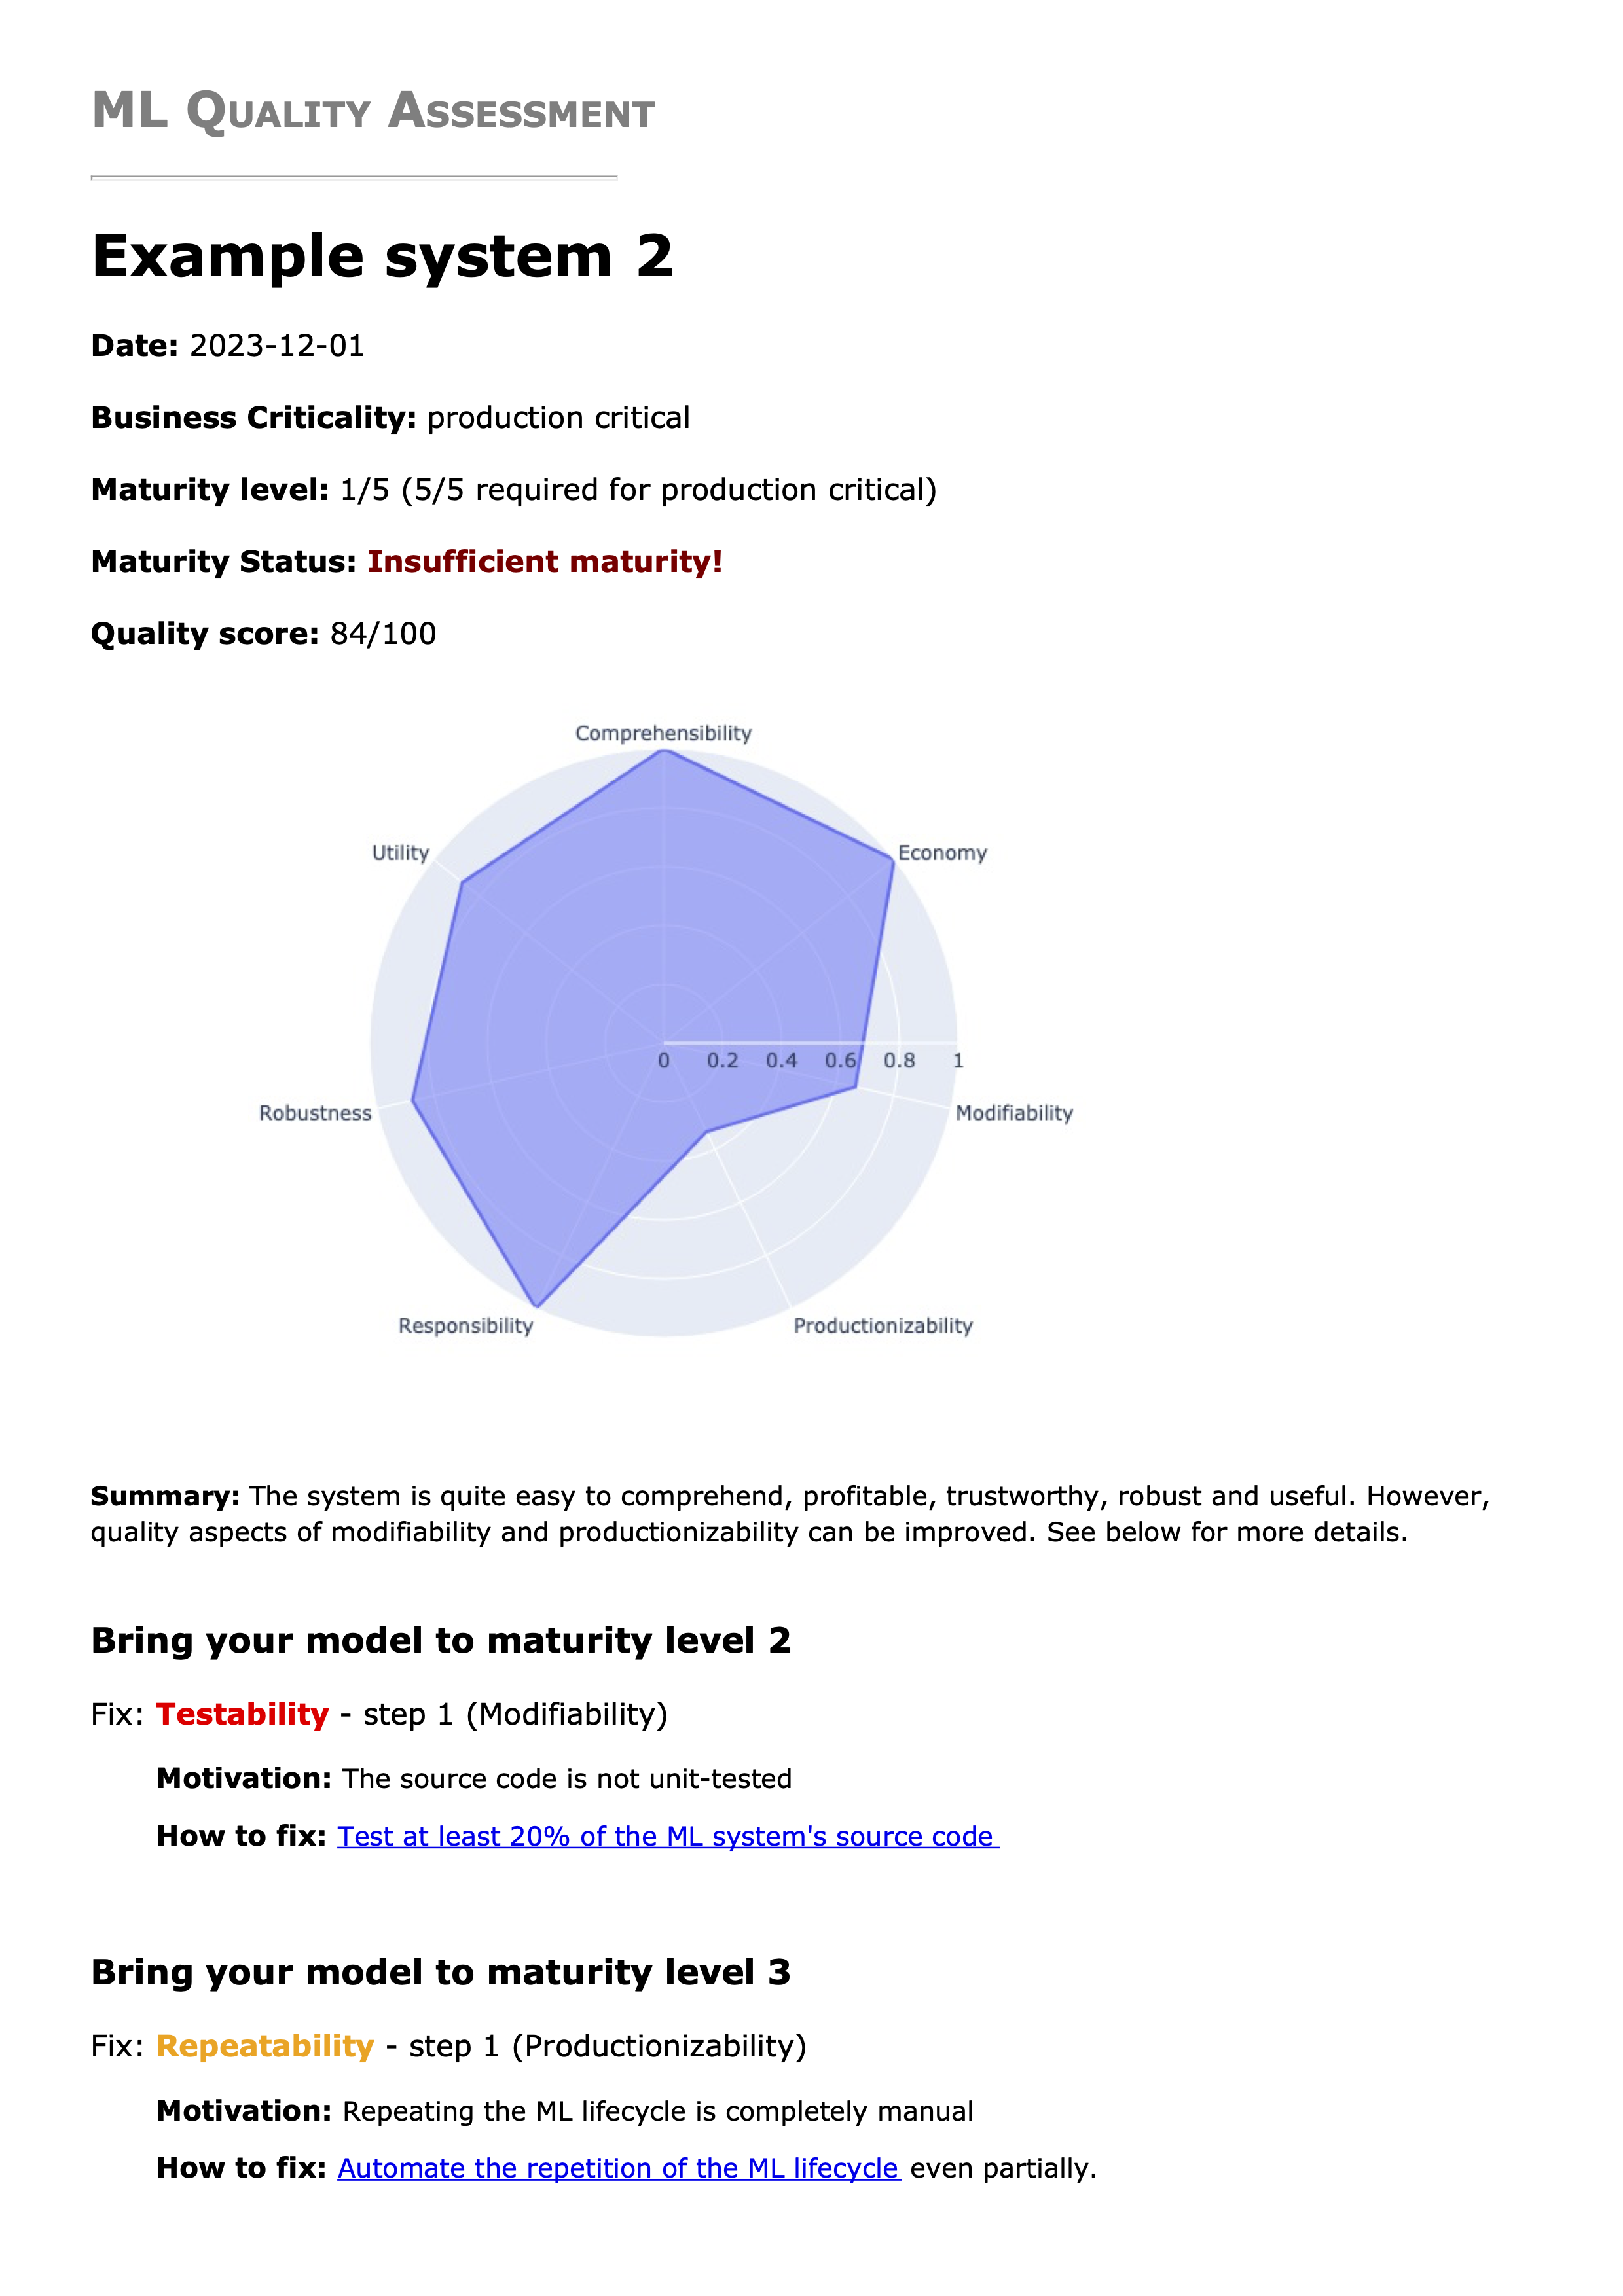 ML Quality Assessment
Example system 2
Date: 2023-12-01
Business Criticality: production critical
Maturity level: 1/5 (5/5 required for production critical)
Maturity Status: Insufficient maturity!
Quality score: 84/100
Comprehensibility
Utility
Economy
0 0.2 0.4 0.6 0.8 1
Robustness
Modifiability
Responsibility
Productionizability
Summary: The system is quite easy to comprehend, profitable, trustworthy, robust and useful. However,
quality aspects of modifiability and productionizability can be improved. See below for more details.
Bring your model to maturity level 2
Fix: Testability - step 1 (Modifiability)
Motivation: The source code is not unit-tested
How to fix: Test at least 20% of the ML system's source code
Bring your model to maturity level 3
Fix: Repeatability - step 1 (Productionizability)
Motivation: Repeating the ML lifecycle is completely manual
How to fix: Automate the repetition of the ML lifecycle even partially.